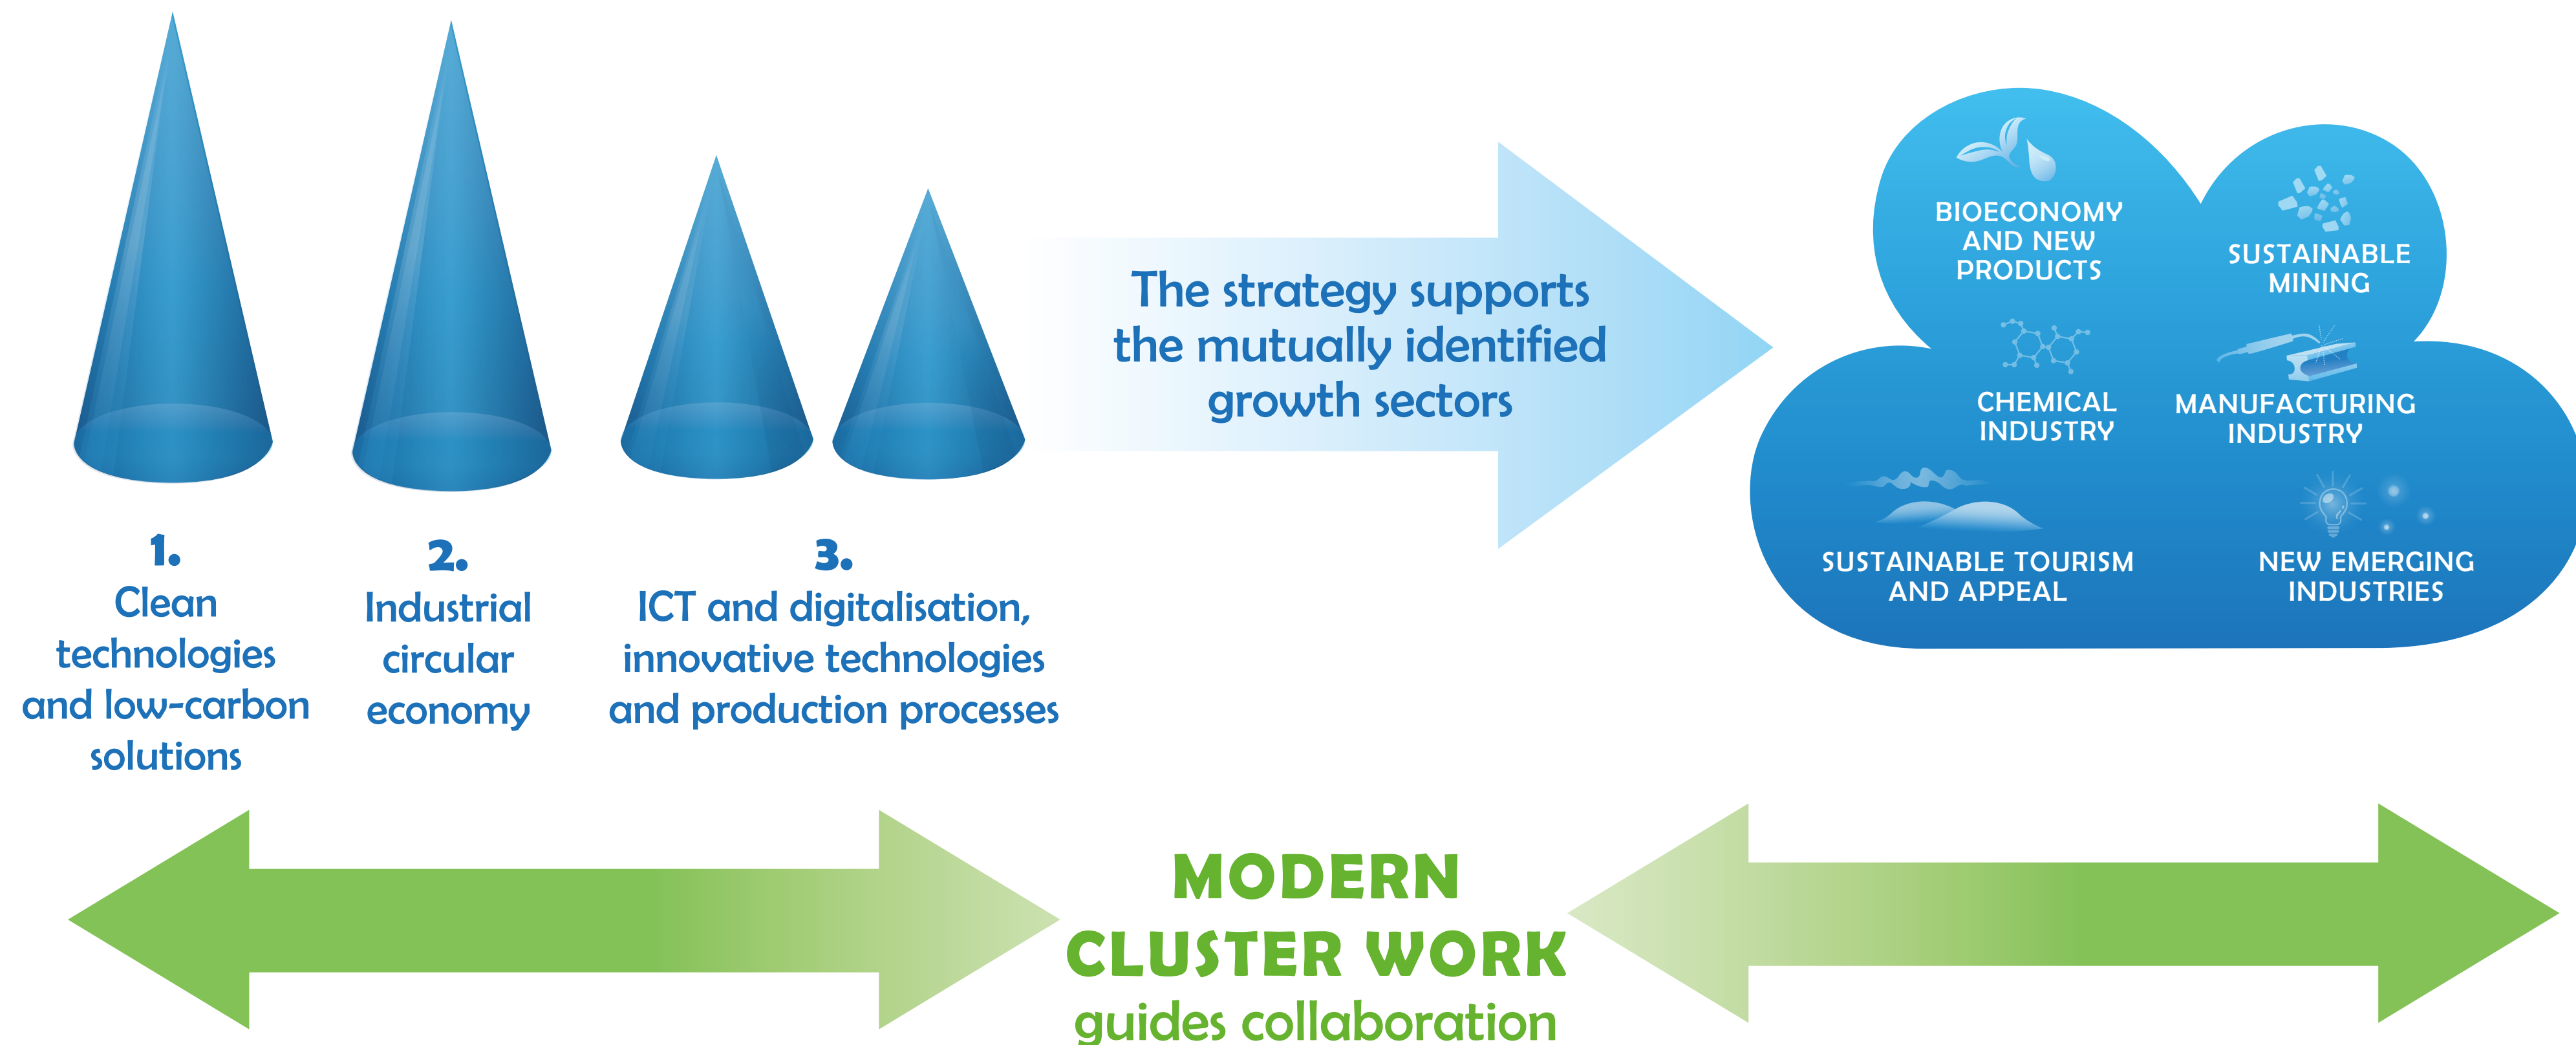 1.
Clean
technologies
and low-carbon
solutions
2.
Industrial
circular
economy
3.
ICT and digitalisation,
innovative technologies
and production processes
The strategy supports
the mutually identified
growth sectors
BIOECONOMY
AND NEW
PRODUCTS
SUSTAINABLE
MINING
CHEMICAL
INDUSTRY
MANUFACTURING
INDUSTRY
SUSTAINABLE TOURISM
AND APPEAL
NEW EMERGING
INDUSTRIES
MODERN
CLUSTER WORK
guides collaboration